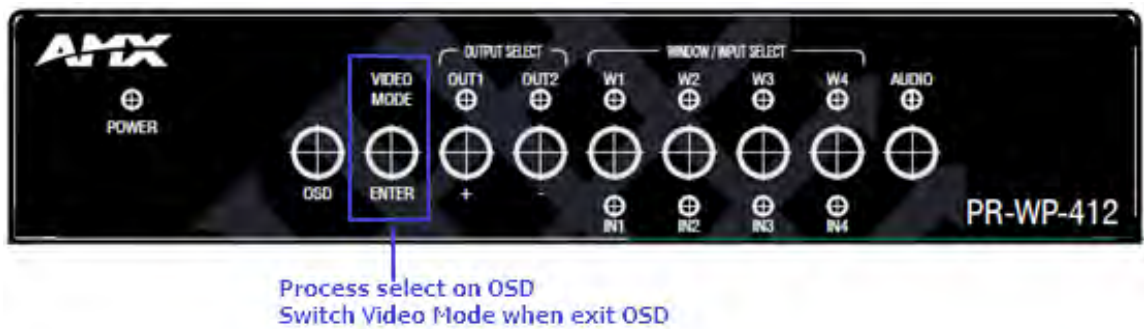 AMX
POWER
OSD
VIDEO
MODE
ENTER
OUTPUT SELECT
OUT1 OUT2
+ -
WINDOW / INPUT SELECT
W1 W2 W3 W4
IN1 IN2 IN3 IN4
AUDIO
PR-WP-412
Process select on OSD
Switch Video Mode when exit OSD